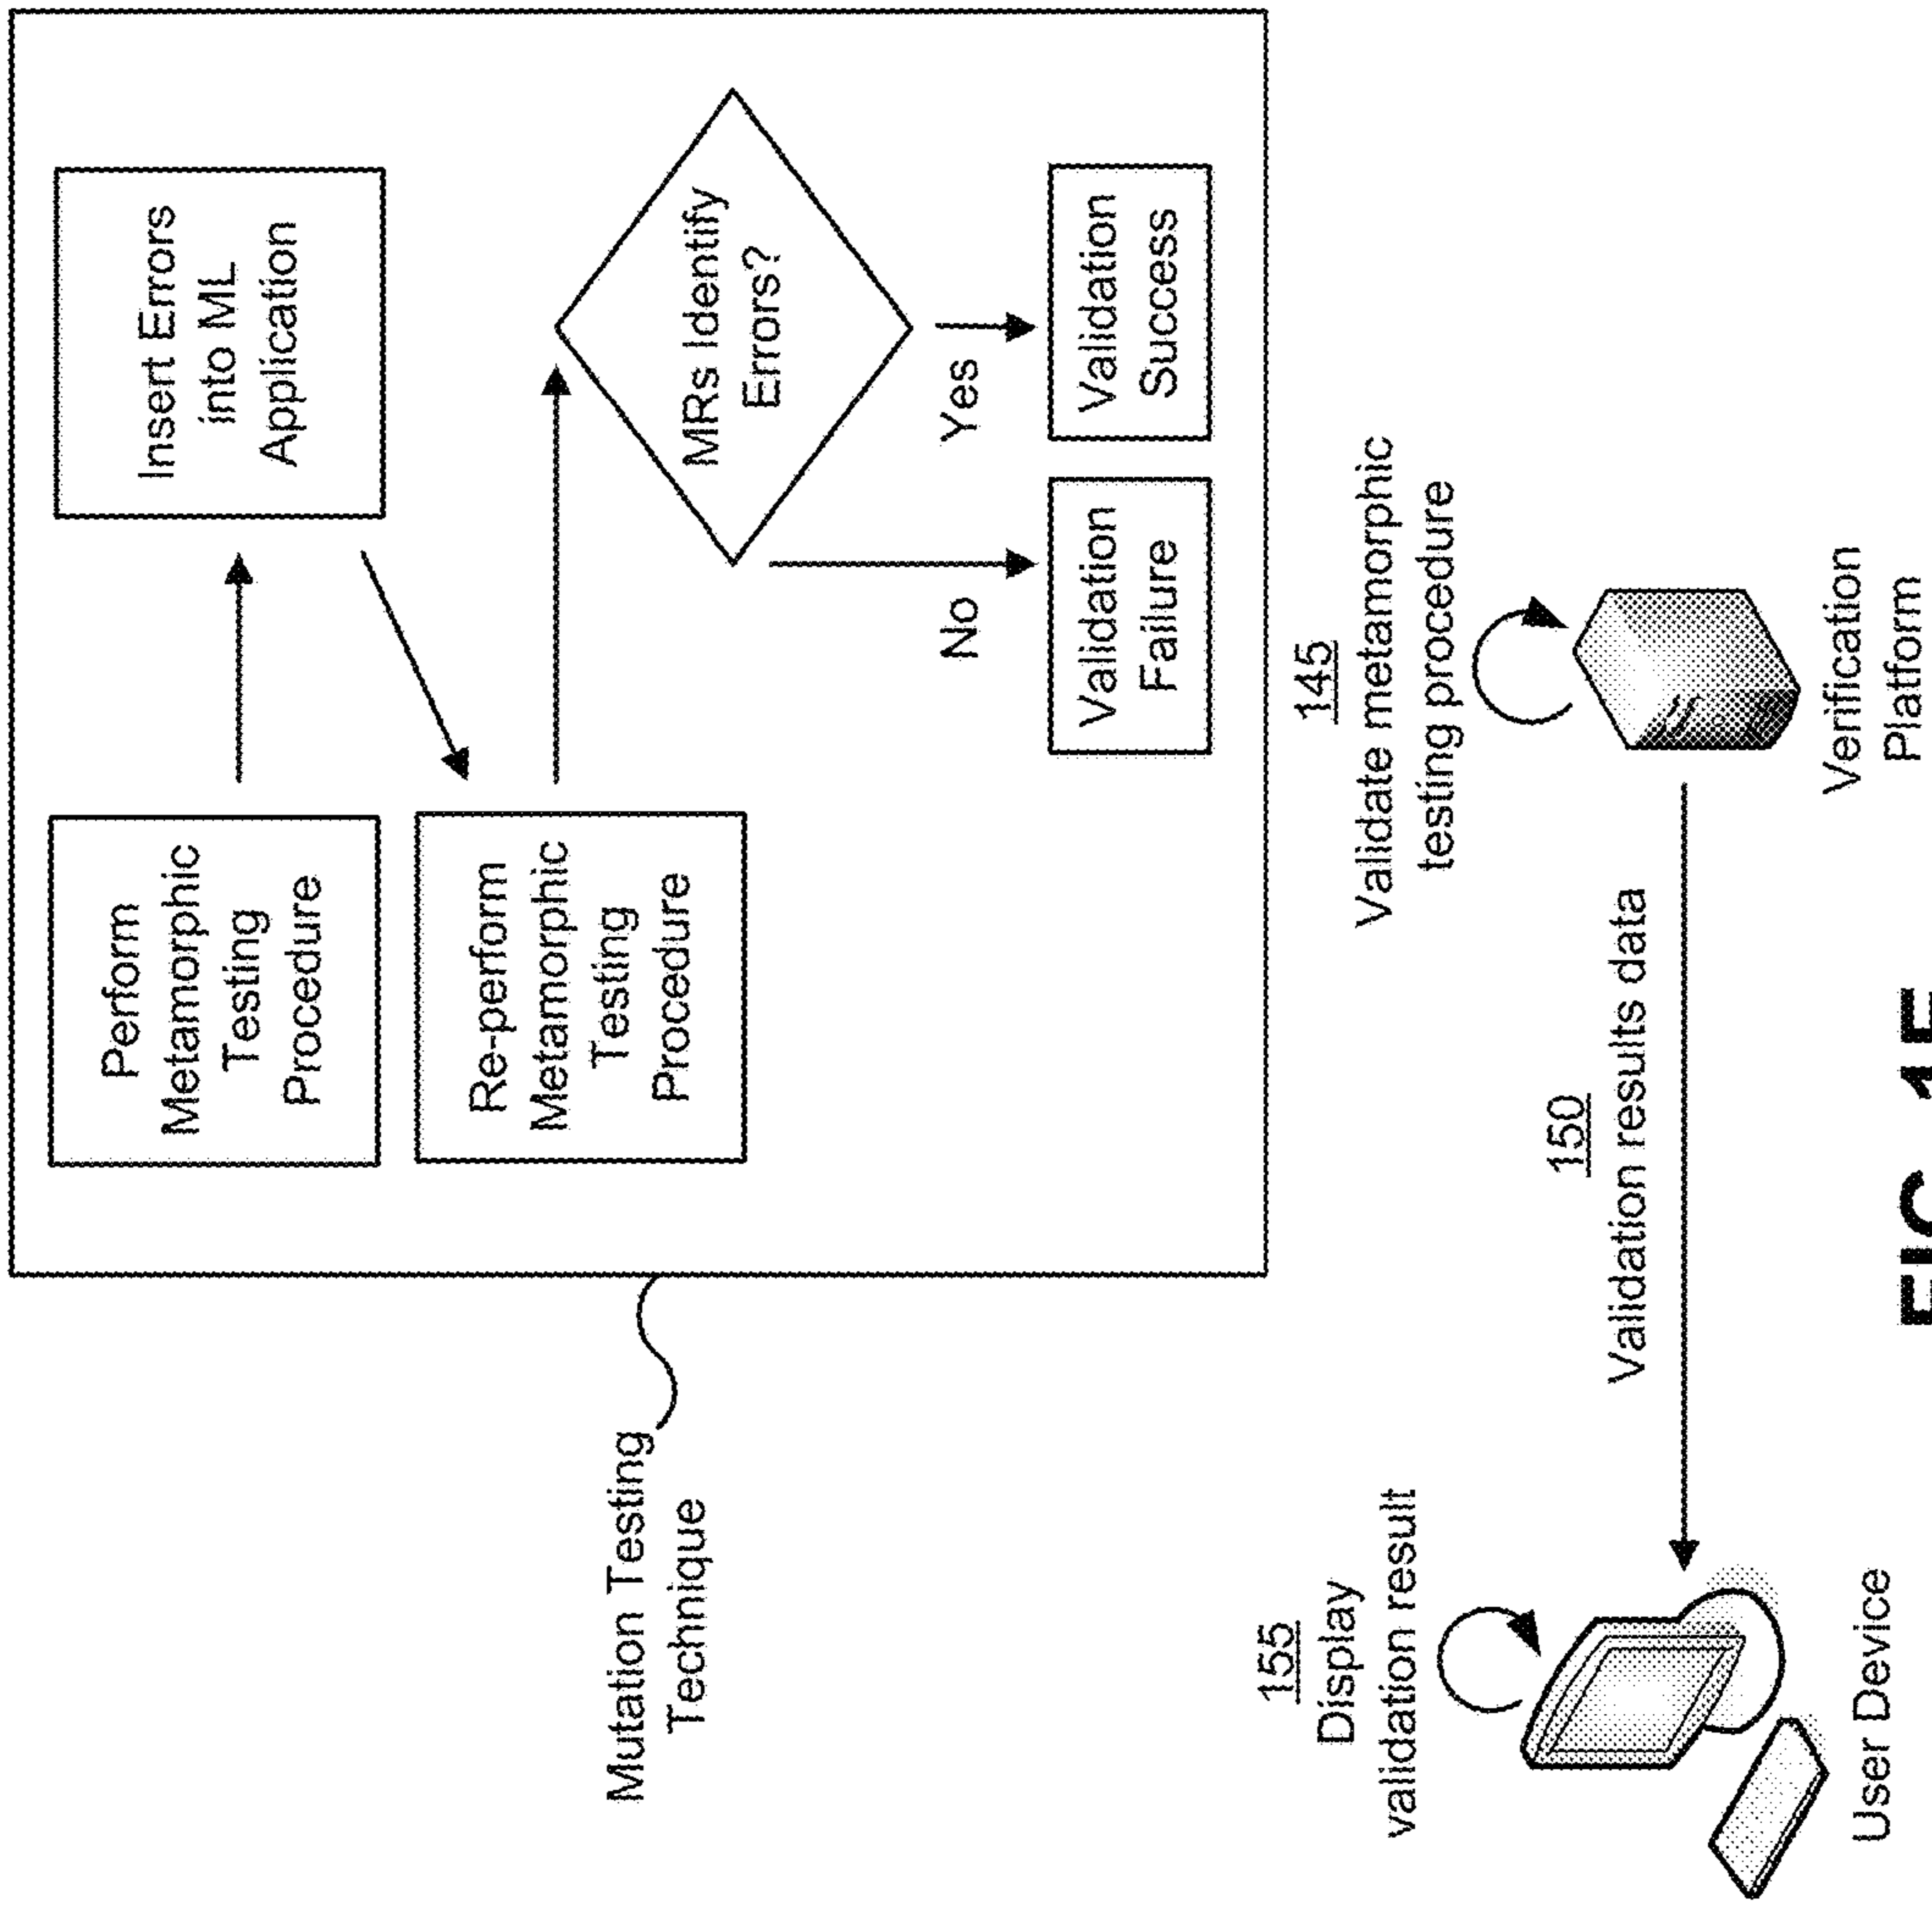 Perform
Metamorphic
Testing
Procedure
Insert Errors
into ML
Application
Re-perform
Metamorphic
Testing
Procedure
MRs Identify
Errors?
Mutation Testing
Technique
No
Yes
Validation
Failure
Validation
Success
155
Display
validation result
145
Validate metamorphic
testing procedure
150
Validation results data
User Device
Verification
Platform
FIG.